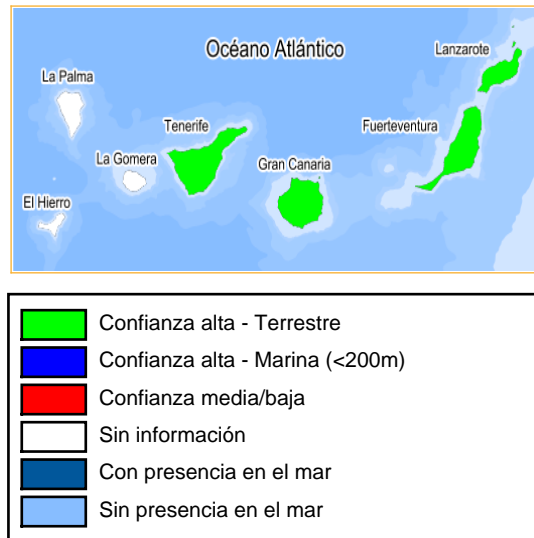 Océano Atlántico
Lanzarote
La Palma
Tenerife
Fuerteventura
La Gomera
Gran Canaria
El Hierro
Confianza alta - Terrestre
Confianza alta - Marina (<200m)
Confianza media/baja
Sin información
Con presencia en el mar
Sin presencia en el mar